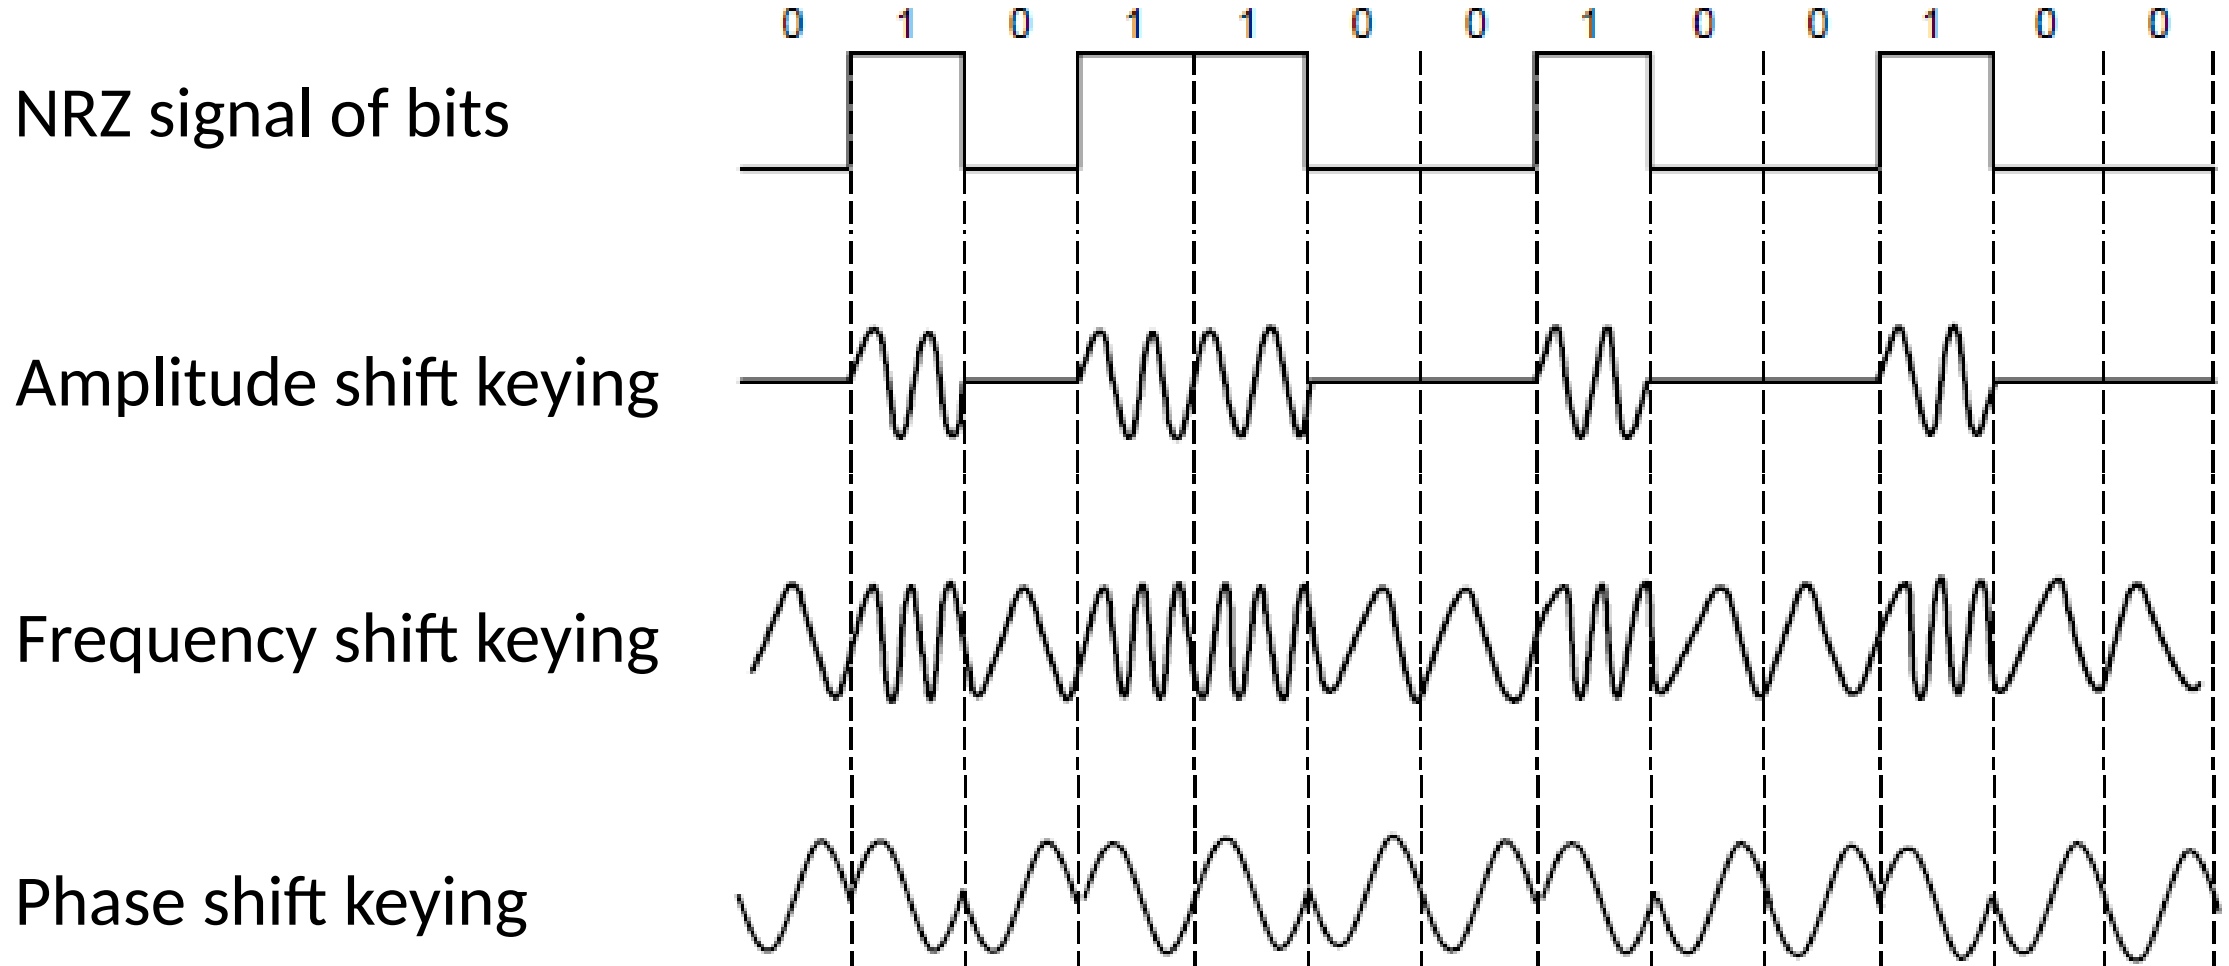 0 1 0 1 1 0 0 1 0 0 1 0 0
NRZ signal of bits
Amplitude shift keying
Frequency shift keying
Phase shift keying